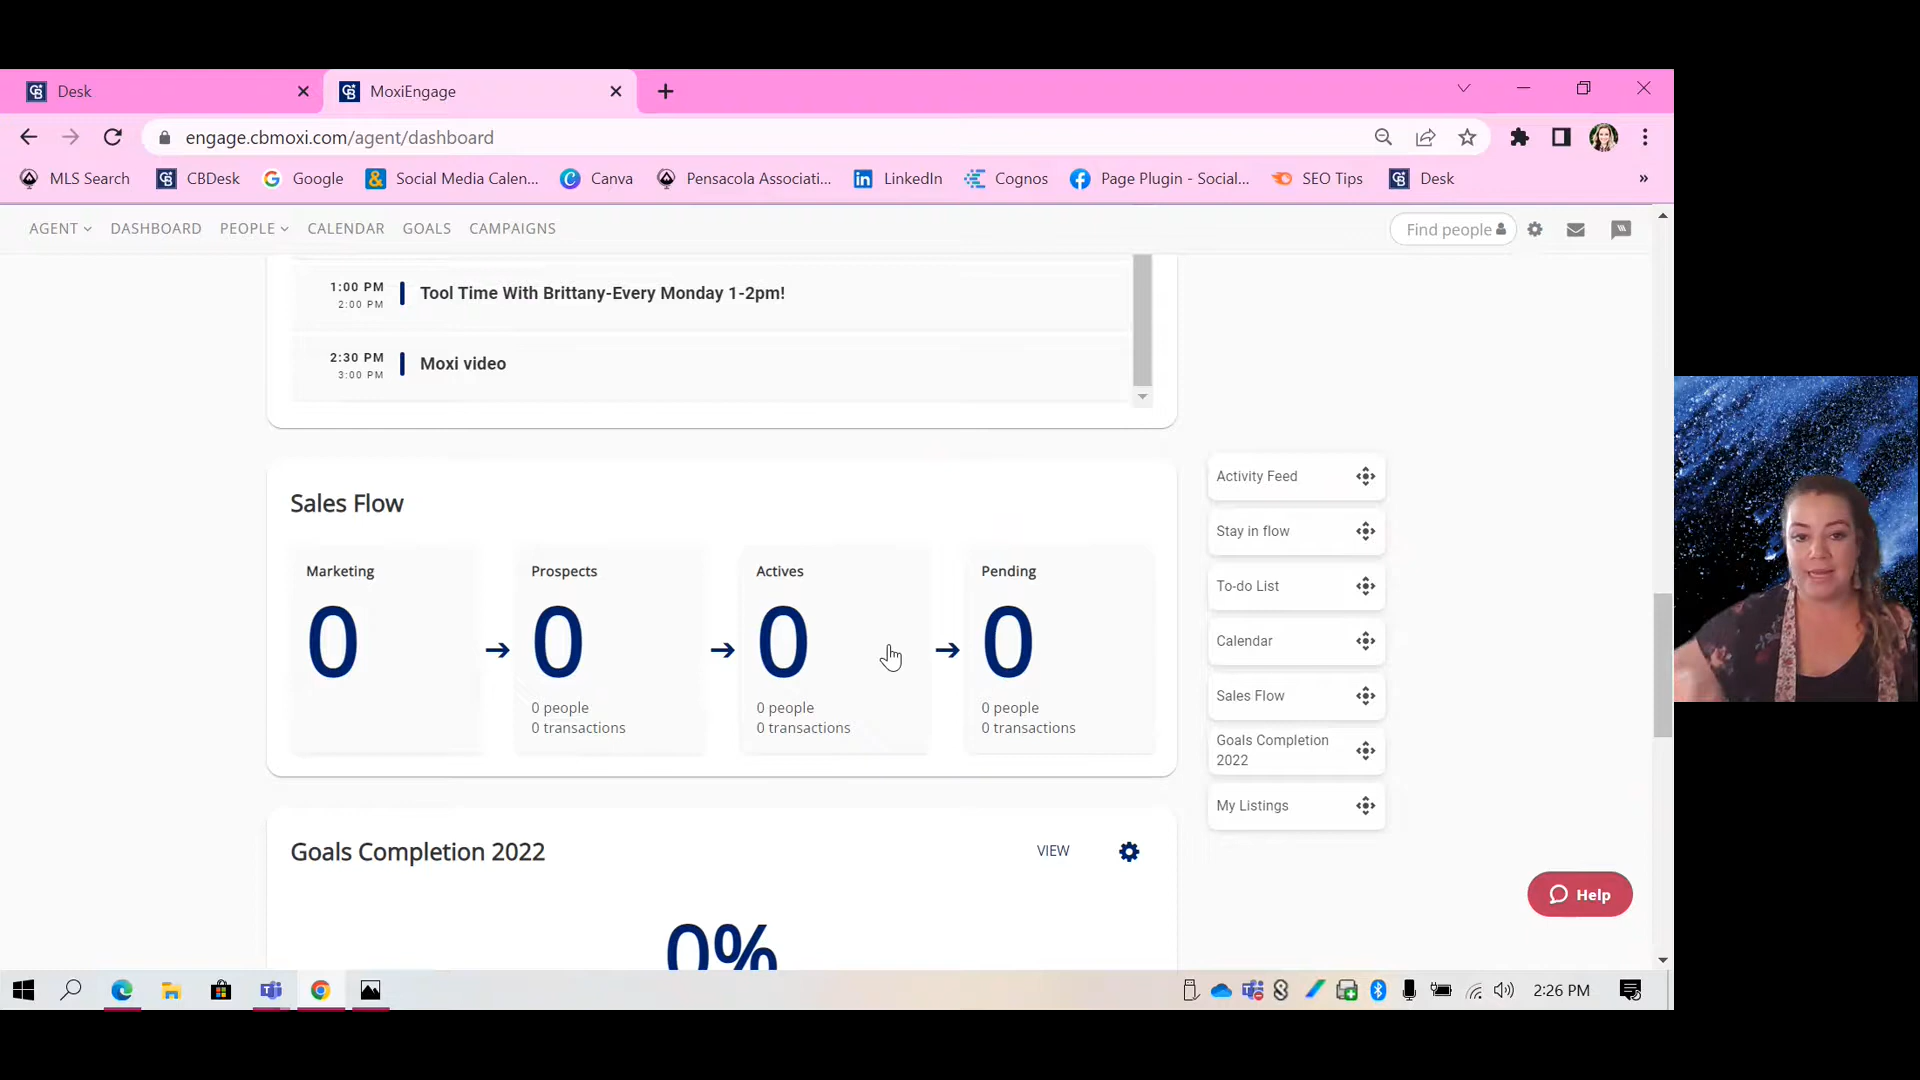 Desk
MoxiEngage
engage.cbmoxi.com/agent/dashboard
MLS Search
CBDesk
Google
Social Media Calen...
Canva
Pensacola Associati...
LinkedIn
Cognos
Page Plugin - Social...
SEO Tips
Desk
»
AGENT
DASHBOARD
PEOPLE
CALENDAR
GOALS
CAMPAIGNS
Find people
1:00 PM
2:00 PM
Tool Time With Brittany-Every Monday 1-2pm!
2:30 PM
3:00 PM
Moxi video
Sales Flow
Marketing
0
Prospects
0
0 people
0 transactions
Actives
0
0 people
0 transactions
Pending
0
0 people
0 transactions
Activity Feed
Stay in flow
To-do List
Calendar
Sales Flow
Goals Completion
2022
My Listings
Goals Completion 2022
VIEW
0%
Help
2:26 PM